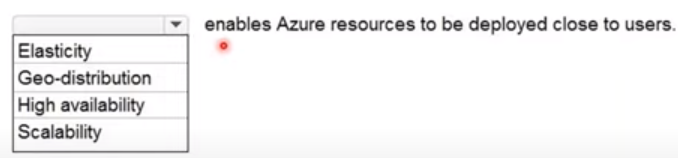 enables Azure resources to be deployed close to users.
Elasticity
Geo-distribution
High availability
Scalability